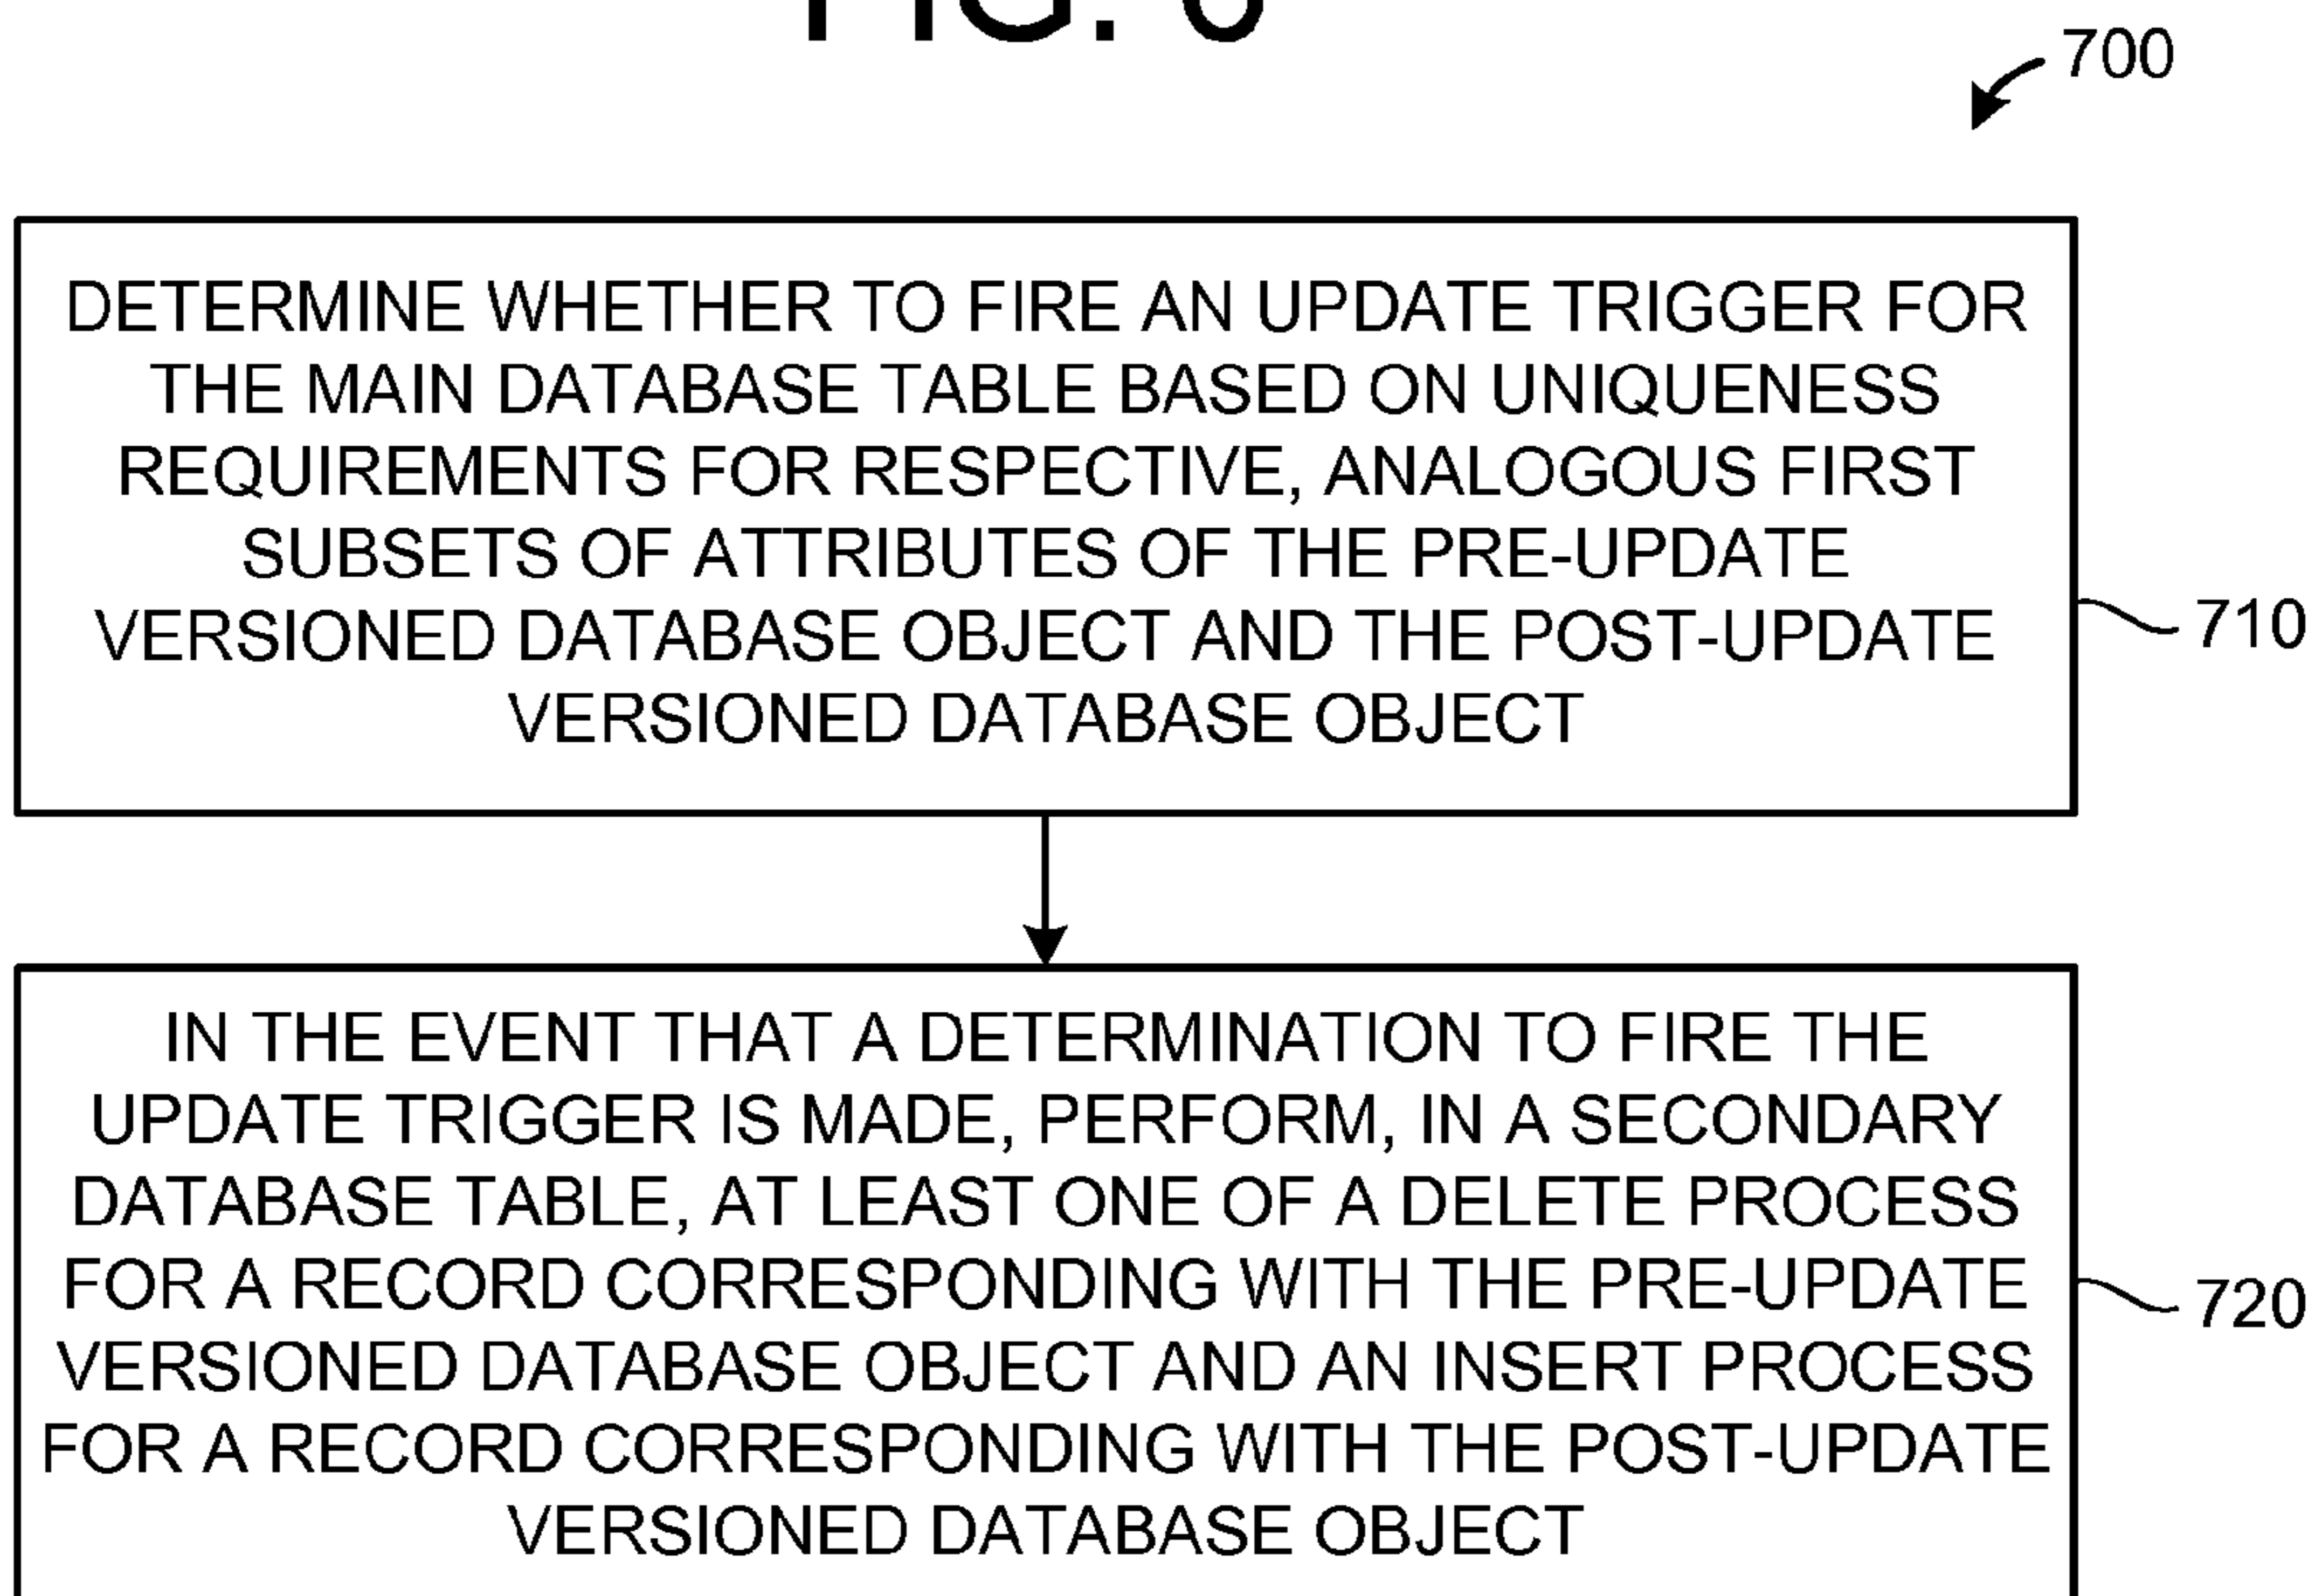 FIG. 6
700
DETERMINE WHETHER TO FIRE AN UPDATE TRIGGER FOR
THE MAIN DATABASE TABLE BASED ON UNIQUENESS
REQUIREMENTS FOR RESPECTIVE, ANALOGOUS FIRST
SUBSETS OF ATTRIBUTES OF THE PRE-UPDATE
VERSIONED DATABASE OBJECT AND THE POST-UPDATE
VERSIONED DATABASE OBJECT
710
IN THE EVENT THAT A DETERMINATION TO FIRE THE
UPDATE TRIGGER IS MADE, PERFORM, IN A SECONDARY
DATABASE TABLE, AT LEAST ONE OF A DELETE PROCESS
FOR A RECORD CORRESPONDING WITH THE PRE-UPDATE
VERSIONED DATABASE OBJECT AND AN INSERT PROCESS
FOR A RECORD CORRESPONDING WITH THE POST-UPDATE
VERSIONED DATABASE OBJECT
720